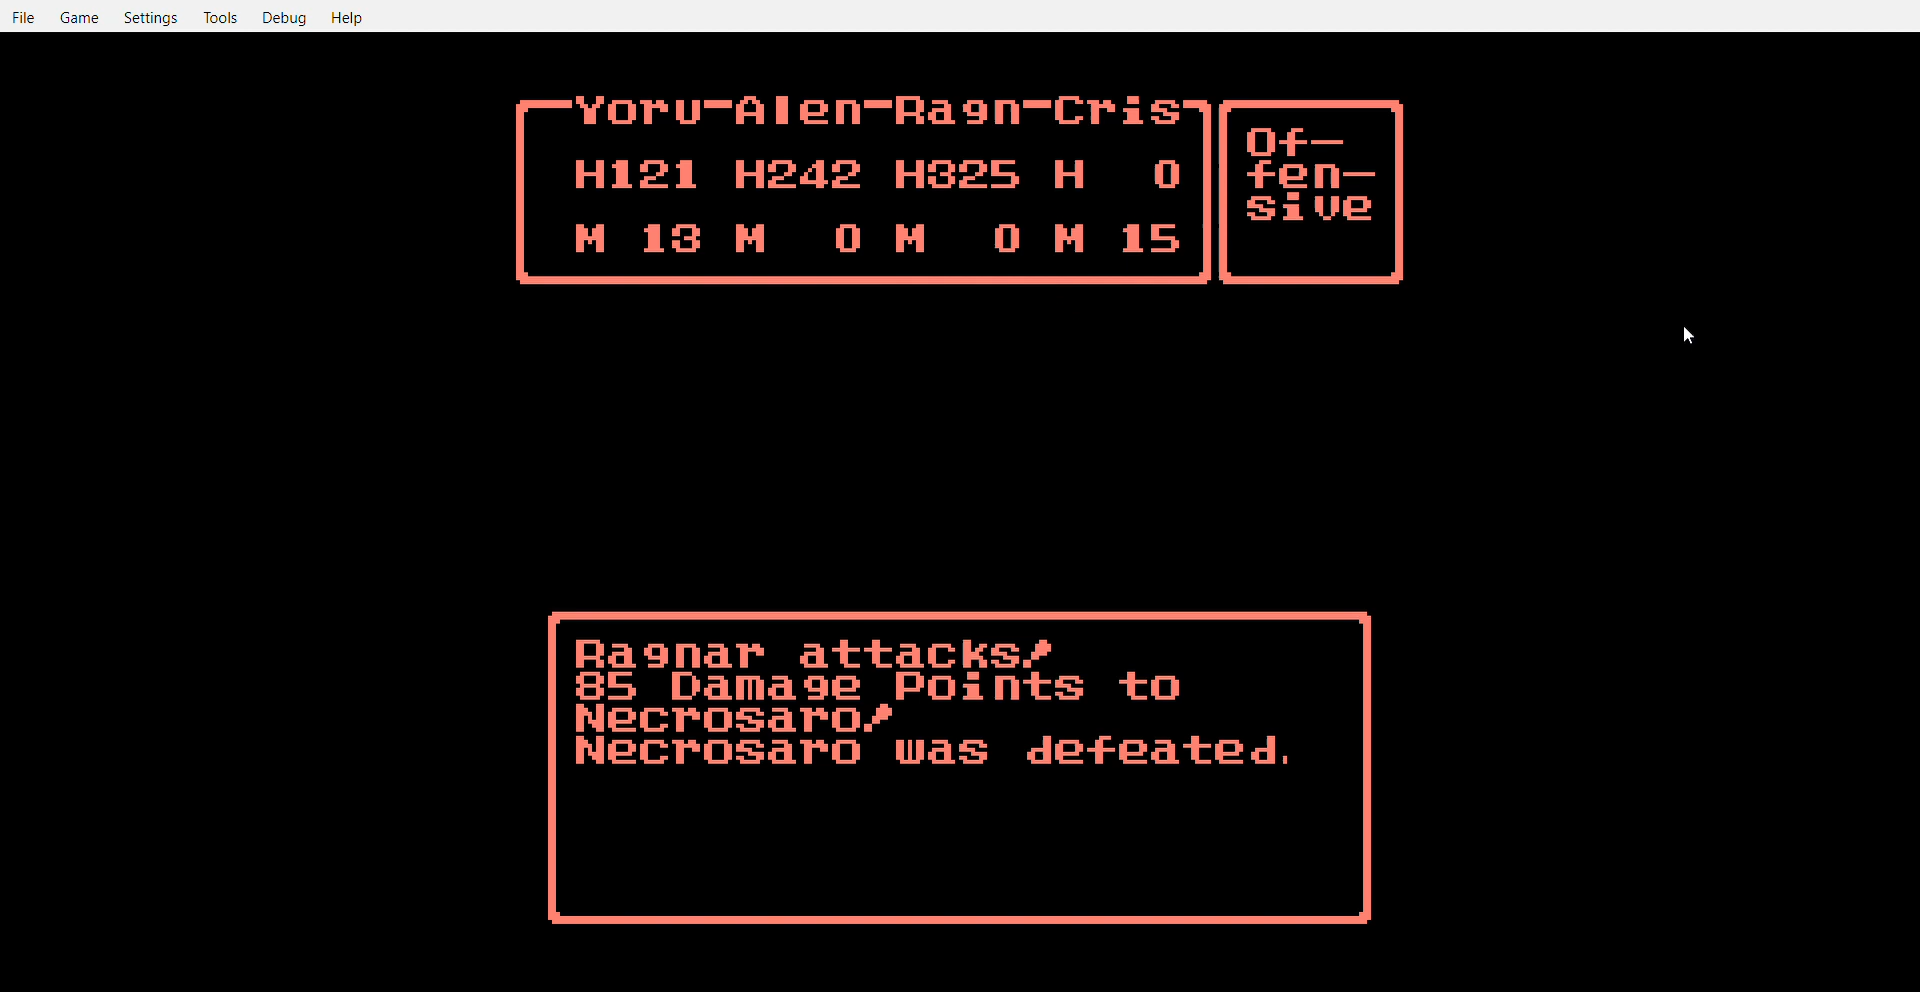 File Game Settings Tools Debug Help
Yoru Alen Ragn Cris
H121 H242 H325 H 0
M 13 M 0 M 0 M 15
Of-
fen-
sive
Ragnar attacks!
85 Damage Points to
Necrosaro!
Necrosaro was defeated.